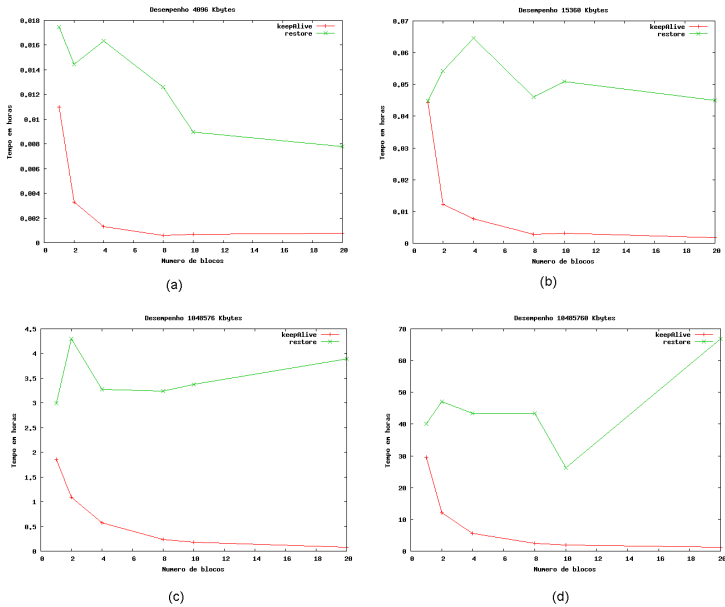 Desempenho 4096 Kbytes
keepAlive
restore
0.018
0.016
0.014
0.012
0.01
0.008
0.006
0.004
0.002
0
Tempo em horas
0 2 4 6 8 10 12 14 16 18 20
Numero de blocos
(a)
Desempenho 15360 Kbytes
keepAlive
restore
0.07
0.06
0.05
0.04
0.03
0.02
0.01
0
Tempo em horas
0 2 4 6 8 10 12 14 16 18 20
Numero de blocos
(b)
Desempenho 1048576 Kbytes
keepAlive
restore
4.5
4
3.5
3
2.5
2
1.5
1
0.5
0
Tempo em horas
0 2 4 6 8 10 12 14 16 18 20
Numero de blocos
(c)
Desempenho 10485760 Kbytes
keepAlive
restore
70
60
50
40
30
20
10
0
Tempo em horas
0 2 4 6 8 10 12 14 16 18 20
Numero de blocos
(d)